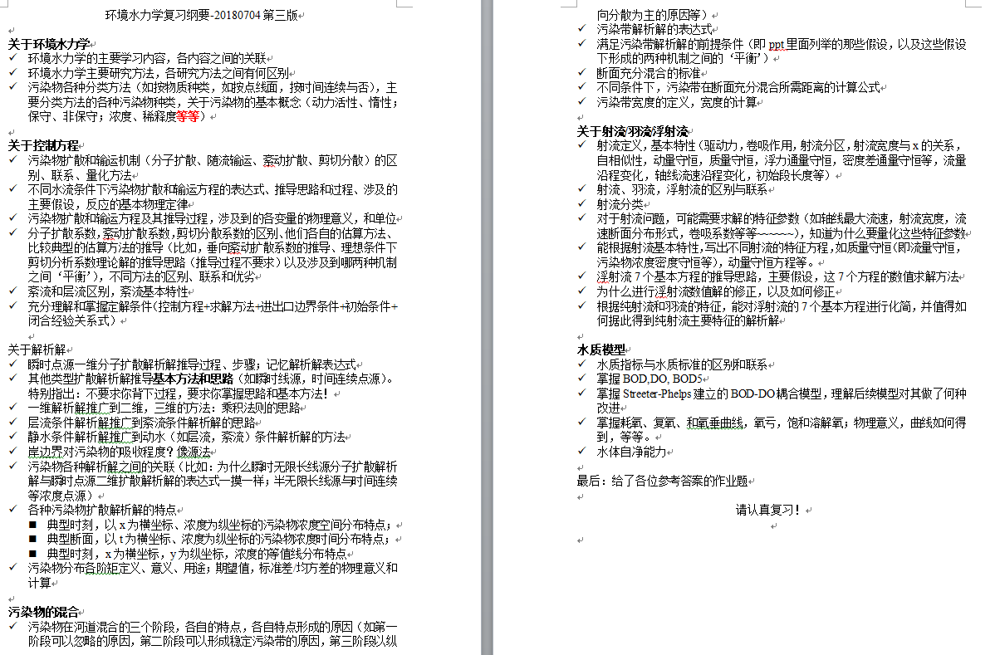 环境水力学复习纲要-20180704 第三版
关于环境水力学
✓ 环境水力学的主要学习内容，各内容之间的关联
✓ 环境水力学主要研究方法，各研究方法之间有何区别
✓ 污染物各种分类方法（如按物质种类，如按点线面，按时间连续与否），主
要分类方法的各种污染物种类，关于污染物的基本概念（动力活性、惰性；
保守、非保守；浓度、稀释度等等）
关于控制方程
✓ 污染物扩散和输运机制（分子扩散、随流输运、紊动扩散、剪切分散）的区
别、联系、量化方法
✓ 不同水流条件下污染物扩散和输运方程的表达式、推导思路和过程、涉及的
主要假设，反应的基本物理定律
✓ 污染物扩散和输运方程及其推导过程，涉及到的各变量的物理意义，和单位
✓ 分子扩散系数，紊动扩散系数，剪切分散系数的区别、他们各自的估算方法、
比较典型的估算方法的推导（比如，垂向紊动扩散系数的推导、理想条件下
剪切分析系数理论解的推导思路（推导过程不要求）以及涉及到哪两种机制
之间‘平衡’），不同方法的区别、联系和优劣
✓ 紊流和层流区别，紊流基本特性
✓ 充分理解和掌握定解条件（控制方程+求解方法+进出口边界条件+初始条件+
闭合经验关系式）
关于解析解
✓ 瞬时点源一维分子扩散解析解推导过程、步骤；记忆解析解表达式
✓ 其他类型扩散解析解推导基本方法和思路（如瞬时线源，时间连续点源）。
特别指出：不要求你背下过程，要求你掌握思路和基本方法！
✓ 一维解析解推广到二维，三维的方法：乘积法则的思路
✓ 层流条件解析解推广到紊流条件解析解的思路
✓ 静水条件解析解推广到动水（如层流，紊流）条件解析解的方法
✓ 岸边界对污染物的吸收程度？像源法
✓ 污染物各种解析解之间的关联（比如：为什么瞬时无限长线源分子扩散解析
解与瞬时点源二维扩散解析解的表达式一摸一样；半无限长线源与时间连续
等浓度点源）
✓ 各种污染物扩散解析解的特点
■ 典型时刻，以 x 为横坐标、浓度为纵坐标的污染物浓度空间分布特点；
■ 典型断面，以 t 为横坐标、浓度为纵坐标的污染物浓度时间分布特点；
■ 典型时刻，x 为横坐标，y 为纵坐标，浓度的等值线分布特点
✓ 污染物分布各阶矩定义、意义、用途；期望值，标准差/均方差的物理意义和
计算
污染物的混合
✓ 污染物在河道混合的三个阶段，各自的特点，各自特点形成的原因（如第一
阶段可以忽略的原因，第二阶段可以形成稳定污染带的原因，第三阶段以纵
向分散为主的原因等）
✓ 污染带解析解的表达式
✓ 满足污染带解析解的前提条件（即 ppt 里面列举的那些假设，以及这些假设
下形成的两种机制之间的‘平衡’）
✓ 断面充分混合的标准
✓ 不同条件下，污染带在断面充分混合所需距离的计算公式
✓ 污染带宽度的定义，宽度的计算
关于射流/羽流/浮射流
✓ 射流定义，基本特性（驱动力，卷吸作用，射流分区，射流宽度与 x 的关系，
自相似性，动量守恒，质量守恒，浮力通量守恒，密度差通量守恒等，流量
沿程变化，轴线流速沿程变化，初始段长度等）
✓ 射流、羽流，浮射流的区别与联系
✓ 射流分类
✓ 对于射流问题，可能需要求解的特征参数（如轴线最大流速，射流宽度，流
速断面分布形式，卷吸系数等等~~~~~~），知道为什么要量化这些特征参数
✓ 能根据射流基本特性，写出不同射流的特征方程，如质量守恒（即流量守恒，
污染物浓度密度守恒等），动量守恒方程等。
✓ 浮射流 7 个基本方程的推导思路，主要假设，这 7 个方程的数值求解方法
✓ 为什么进行浮射流数值解的修正，以及如何修正
✓ 根据纯射流和羽流的特征，能对浮射流的 7 个基本方程进行化简，并值得如
何据此得到纯射流主要特征的解析解
水质模型
✓ 水质指标与水质标准的区别和联系
✓ 掌握 BOD,DO, BOD5
✓ 掌握 Streeter-Phelps 建立的 BOD-DO 耦合模型，理解后续模型对其做了何种
改进
✓ 掌握耗氧、复氧、和氧垂曲线，氧亏，饱和溶解氧；物理意义，曲线如何得
到，等等。
✓ 水体自净能力
最后：给了各位参考答案的作业题
请认真复习！